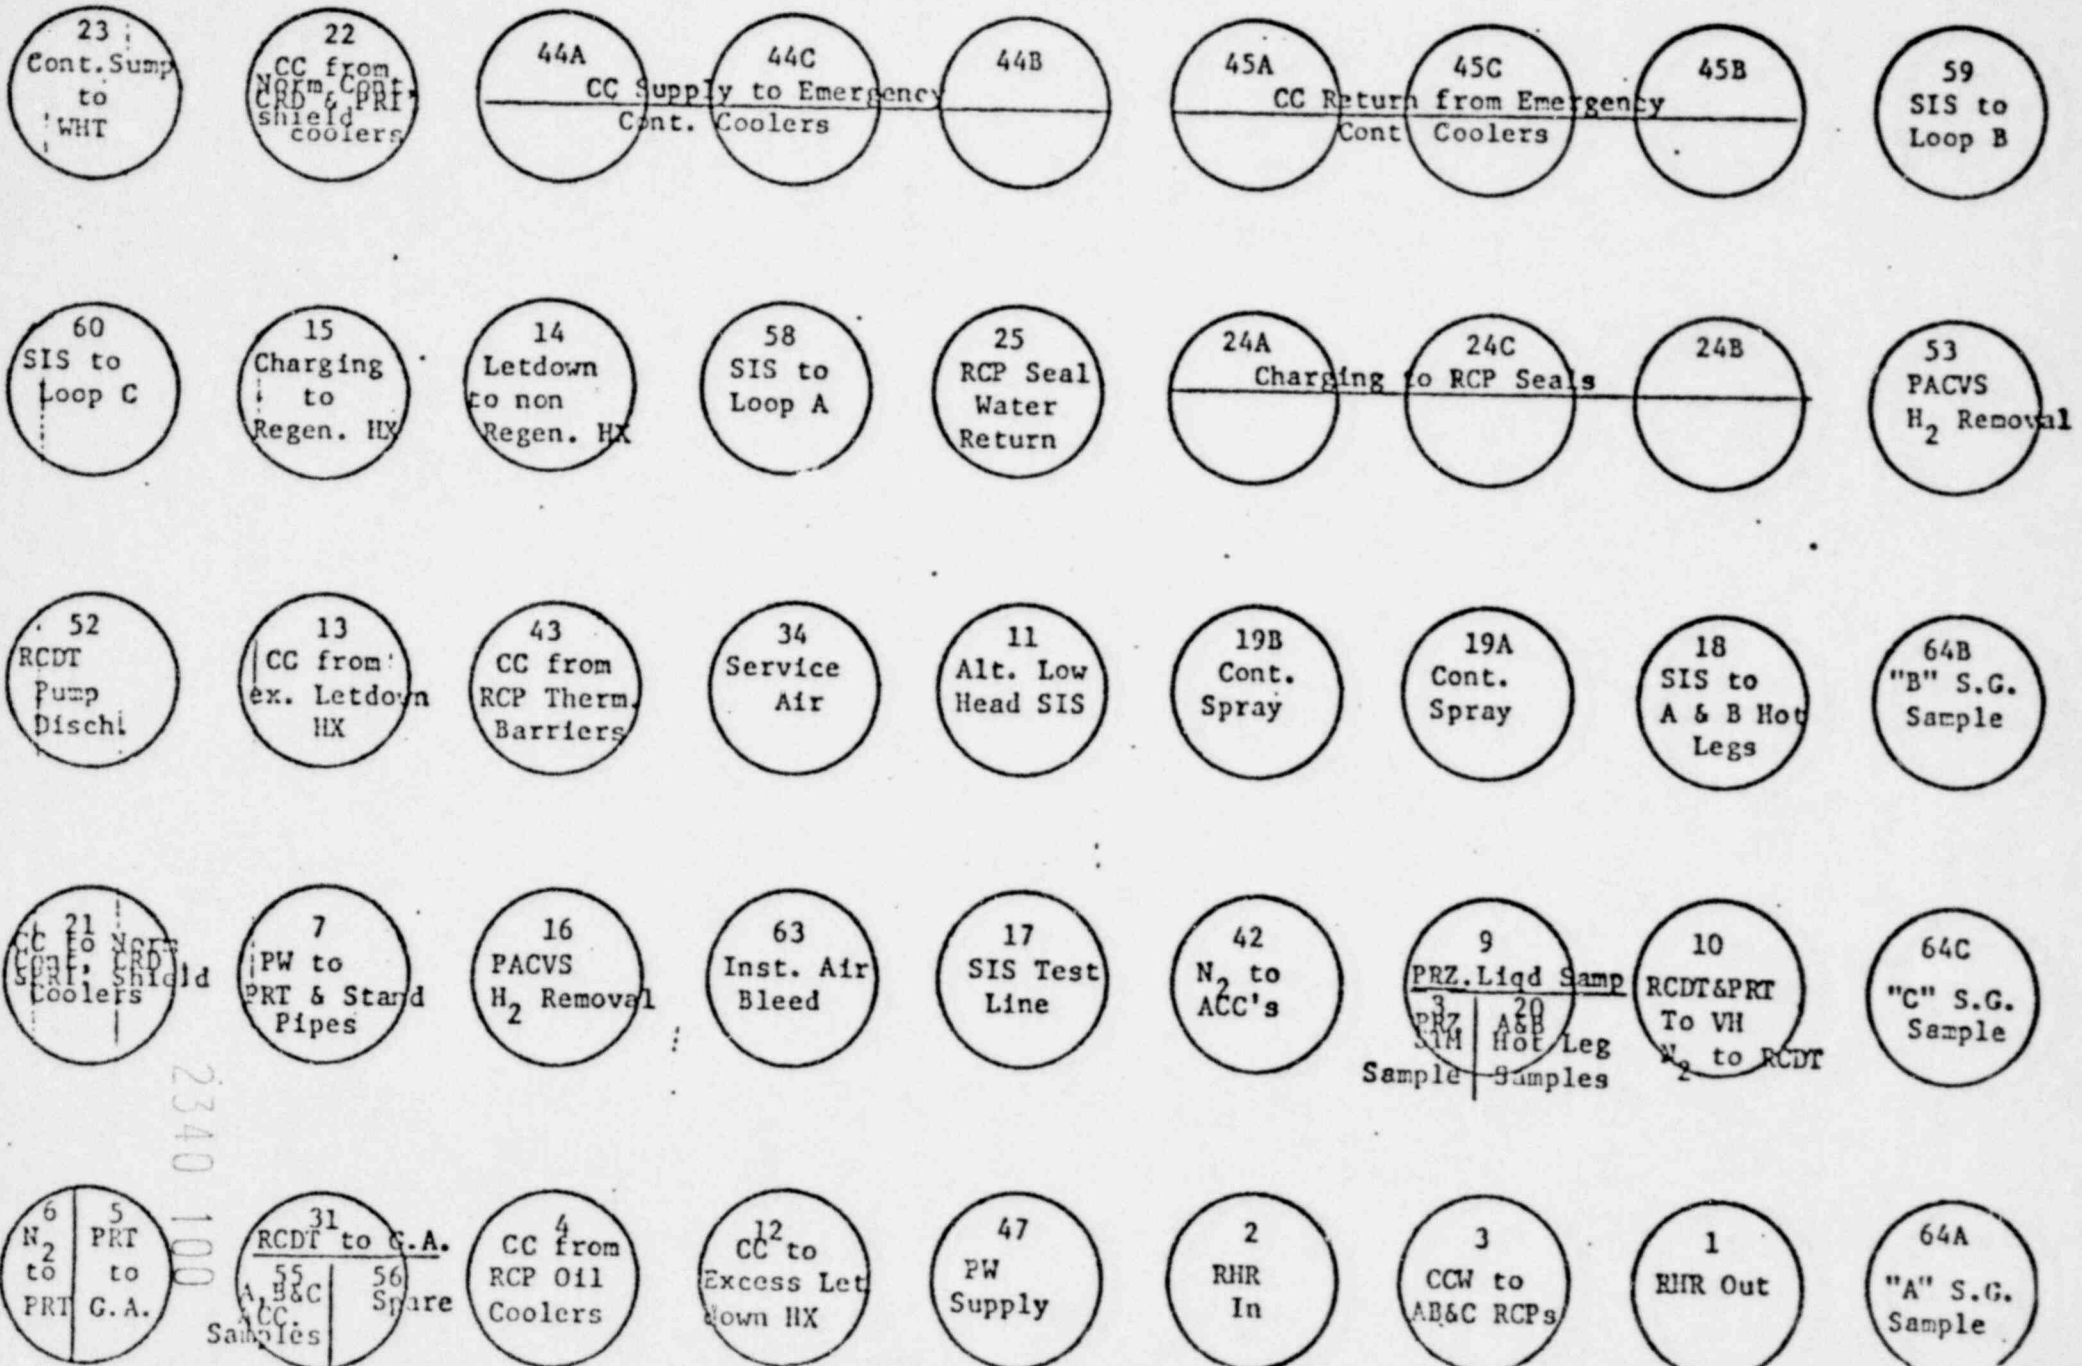 23
Cont. Sump
to
WHT
22
CC from
Norm Cont.
CRD & PRI
shield
coolers
44A
44C
44B
CC Supply to Emergency
Cont. Coolers
45A
45C
45B
CC Return from Emergency
Cont Coolers
59
SIS to
Loop B
60
SIS to
Loop C
15
Charging
to
Regen. HX
14
Letdown
to non
Regen. HX
58
SIS to
Loop A
25
RCP Seal
Water
Return
24A
24C
24B
Charging to RCP Seals
53
PACVS
H2 Removal
52
RCDT
Pump
Disch.
13
CC from
ex. Letdown
HX
43
CC from
RCP Therm.
Barriers
34
Service
Air
11
Alt. Low
Head SIS
19B
Cont.
Spray
19A
Cont.
Spray
18
SIS to
A & B Hot
Legs
64B
"B" S.G.
Sample
21
CC to Norm
Cont, CRD,
Shield
Coolers
7
PW to
PRT & Stand
Pipes
16
PACVS
H2 Removal
63
Inst. Air
Bleed
17
SIS Test
Line
42
N2 to
ACC's
9
PRZ. Liqd Samp
3
PRZ
STM
Sample
20
A&B
Hot Leg
Samples
10
RCDT&PRT
To VH
N2 to RCDT
64C
"C" S.G.
Sample
6
N2
to
PRT
5
PRT
to
G.A.
31
RCDT to G.A.
55
A,B&C
ACC.
Samples
56
Spare
4
CC from
RCP Oil
Coolers
12
CC to
Excess Let
down HX
47
PW
Supply
2
RHR
In
3
CCW to
AB&C RCPs
1
RHR Out
64A
"A" S.G.
Sample
2340 100